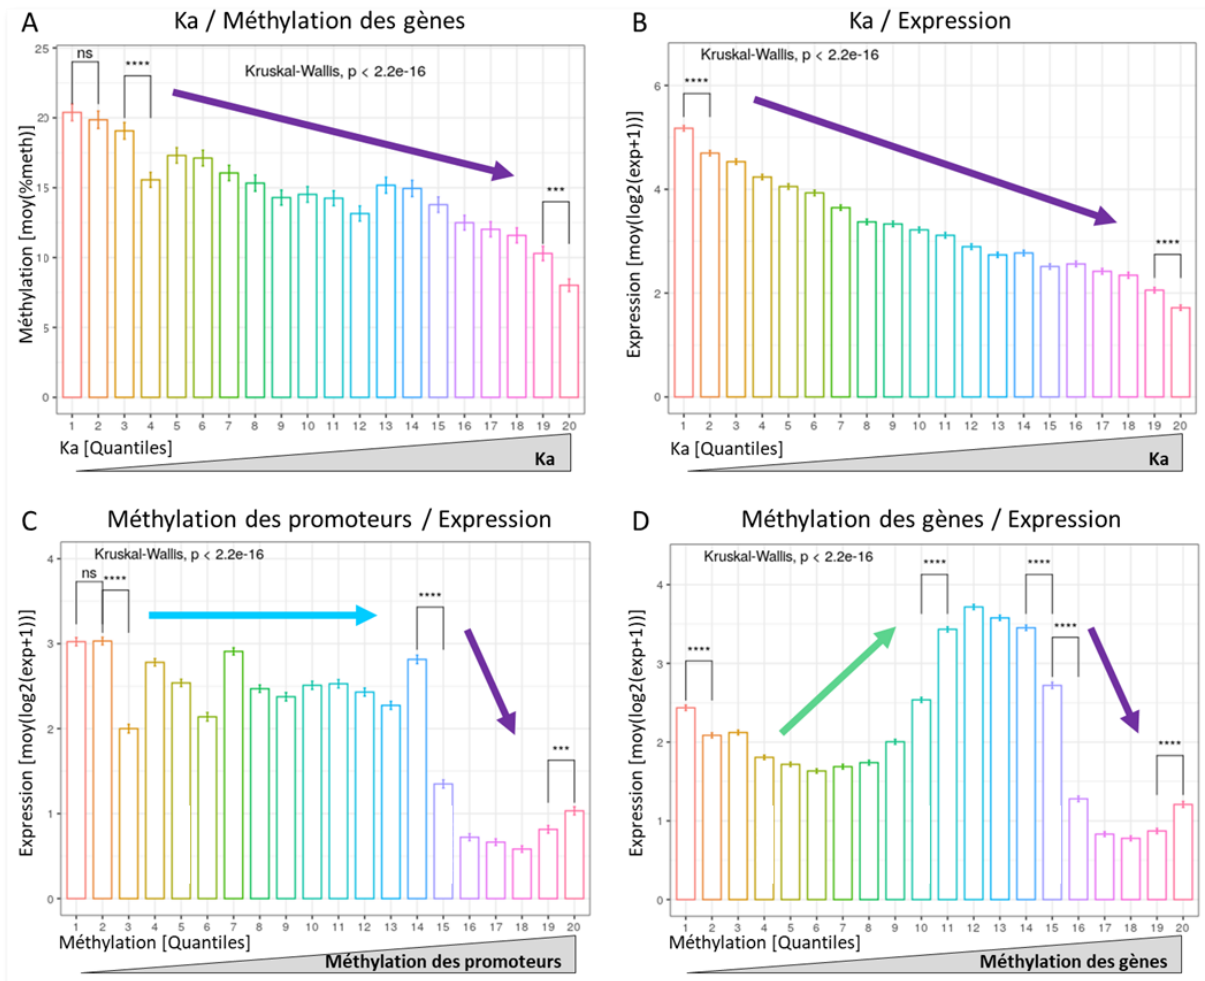 A
Ka / Méthylation des gènes
Méthylation [moy(%meth)]
25
20
15
10
5
0
ns
****
Kruskal-Wallis, p < 2.2e-16
***
1 2 3 4 5 6 7 8 9 10 11 12 13 14 15 16 17 18 19 20
Ka [Quantiles]
Ka
B
Ka / Expression
Expression [moy(log2(exp+1))]
6
4
2
0
Kruskal-Wallis, p < 2.2e-16
****
****
1 2 3 4 5 6 7 8 9 10 11 12 13 14 15 16 17 18 19 20
Ka [Quantiles]
Ka
C
Méthylation des promoteurs / Expression
Expression [moy(log2(exp+1))]
4
3
2
1
0
Kruskal-Wallis, p < 2.2e-16
ns
****
****
***
1 2 3 4 5 6 7 8 9 10 11 12 13 14 15 16 17 18 19 20
Méthylation [Quantiles]
Méthylation des promoteurs
D
Méthylation des gènes / Expression
Expression [moy(log2(exp+1))]
4
3
2
1
0
Kruskal-Wallis, p < 2.2e-16
****
****
****
****
****
1 2 3 4 5 6 7 8 9 10 11 12 13 14 15 16 17 18 19 20
Méthylation [Quantiles]
Méthylation des gènes